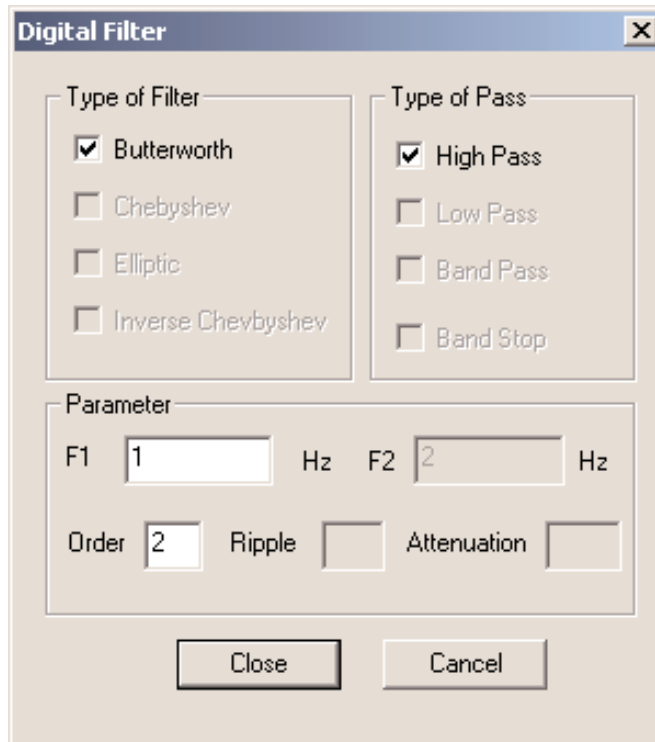 Digital Filter
Type of Filter
Butterworth
Chebyshev
Elliptic
Inverse Chevbyshev
Type of Pass
High Pass
Low Pass
Band Pass
Band Stop
Parameter
F1 1 Hz F2 2 Hz
Order 2 Ripple Attenuation
Close Cancel